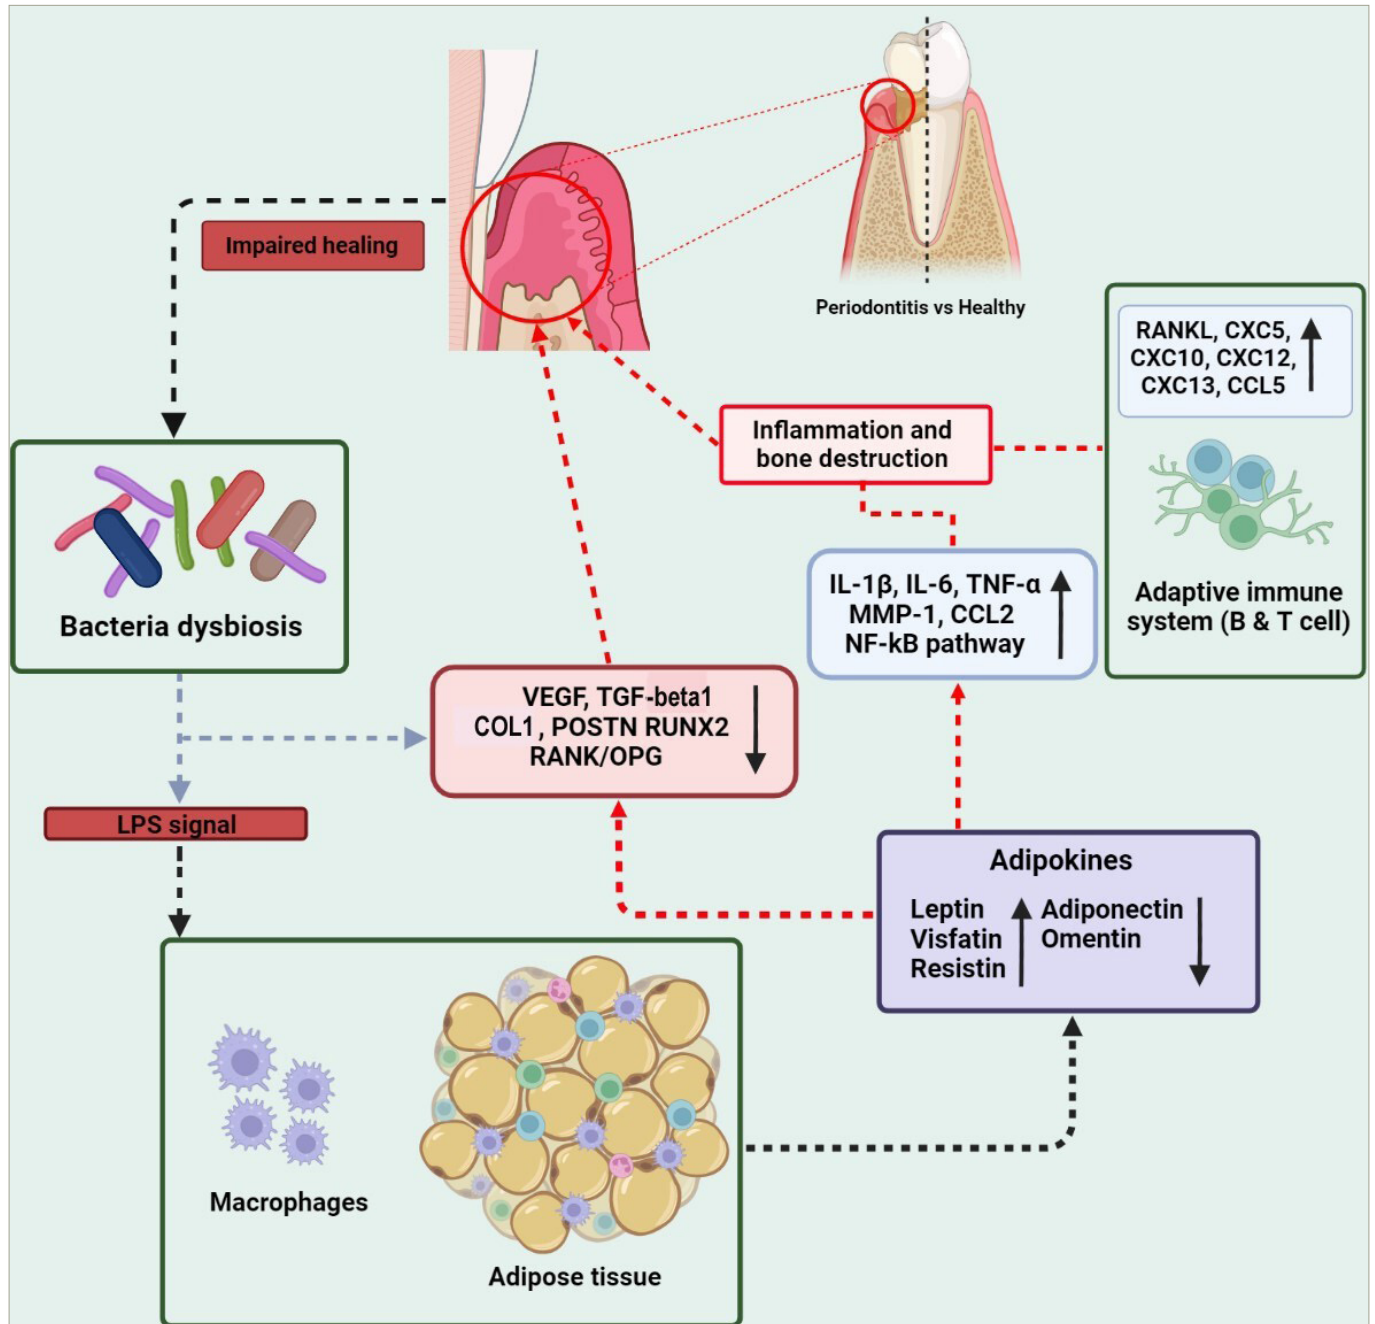 Impaired healing
Periodontitis vs Healthy
RANKL, CXC5,
CXC10, CXC12,
CXC13, CCL5
Inflammation and
bone destruction
Adaptive immune
system (B & T cell)
IL-1β, IL-6, TNF-α
MMP-1, CCL2
NF-kB pathway
Bacteria dysbiosis
VEGF, TGF-beta1
COL1, POSTN RUNX2
RANK/OPG
LPS signal
Adipokines
Leptin
Visfatin
Resistin
Adiponectin
Omentin
Macrophages
Adipose tissue